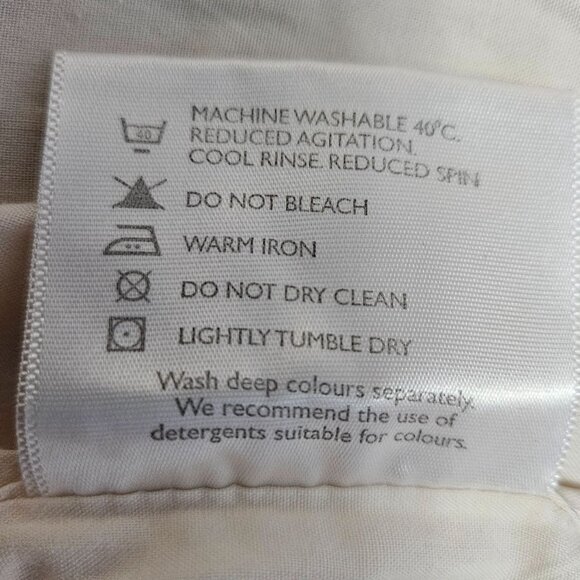 40
MACHINE WASHABLE 40°C.
REDUCED AGITATION.
COOL RINSE. REDUCED SPIN
DO NOT BLEACH
WARM IRON
DO NOT DRY CLEAN
LIGHTLY TUMBLE DRY
Wash deep colours separately.
We recommend the use of
detergents suitable for colours.